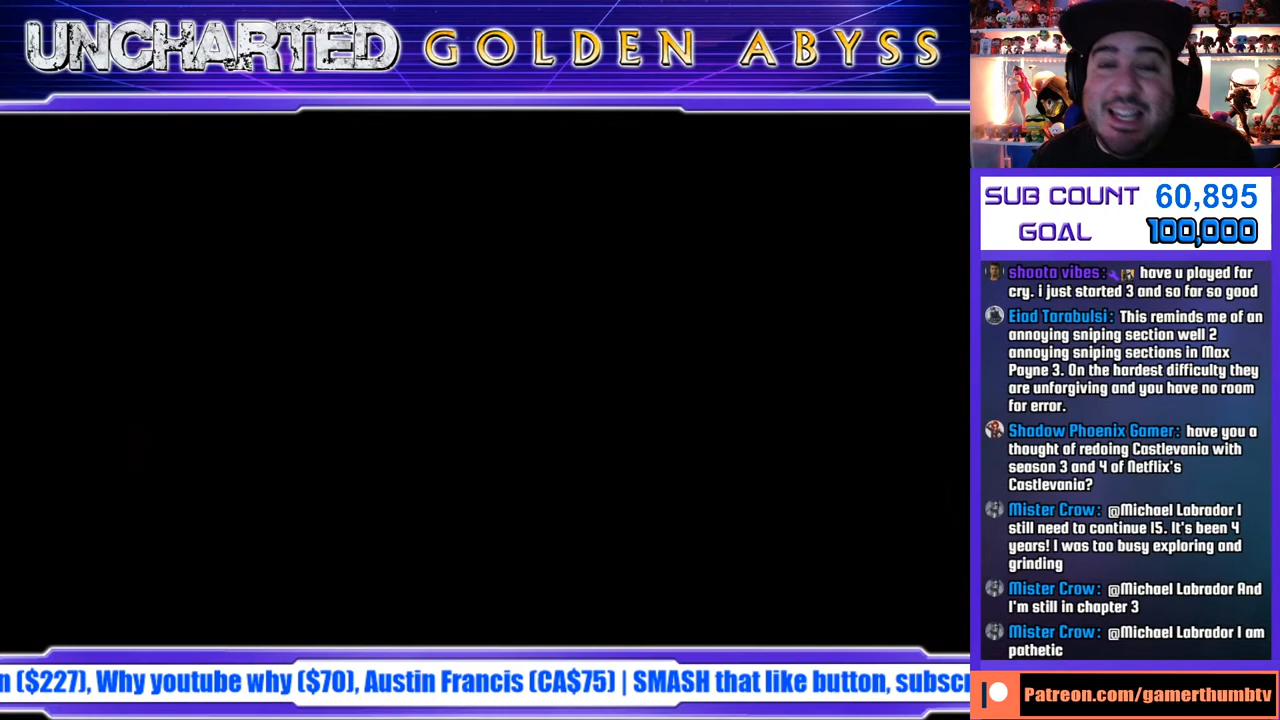 UNCHARTED GOLDEN ABYSS
SUB COUNT 60,895
GOAL 100,000
shoota vibes: have u played far
cry. i just started 3 and so far so good
Eiad Tarabulsi: This reminds me of an
annoying sniping section well 2
annoying sniping sections in Max
Payne 3. On the hardest difficulty they
are unforgiving and you have no room
for error.
Shadow Phoenix Gamer: have you a
thought of redoing Castlevania with
season 3 and 4 of Netflix's
Castlevania?
Mister Crow: @Michael Labrador I
still need to continue 15. It's been 4
years! I was too busy exploring and
grinding
Mister Crow: @Michael Labrador And
I'm still in chapter 3
Mister Crow: @Michael Labrador I am
pathetic
n ($227), Why youtube why ($70), Austin Francis (CA$75) | SMASH that like button, subsc
Patreon.com/gamerthumbtv